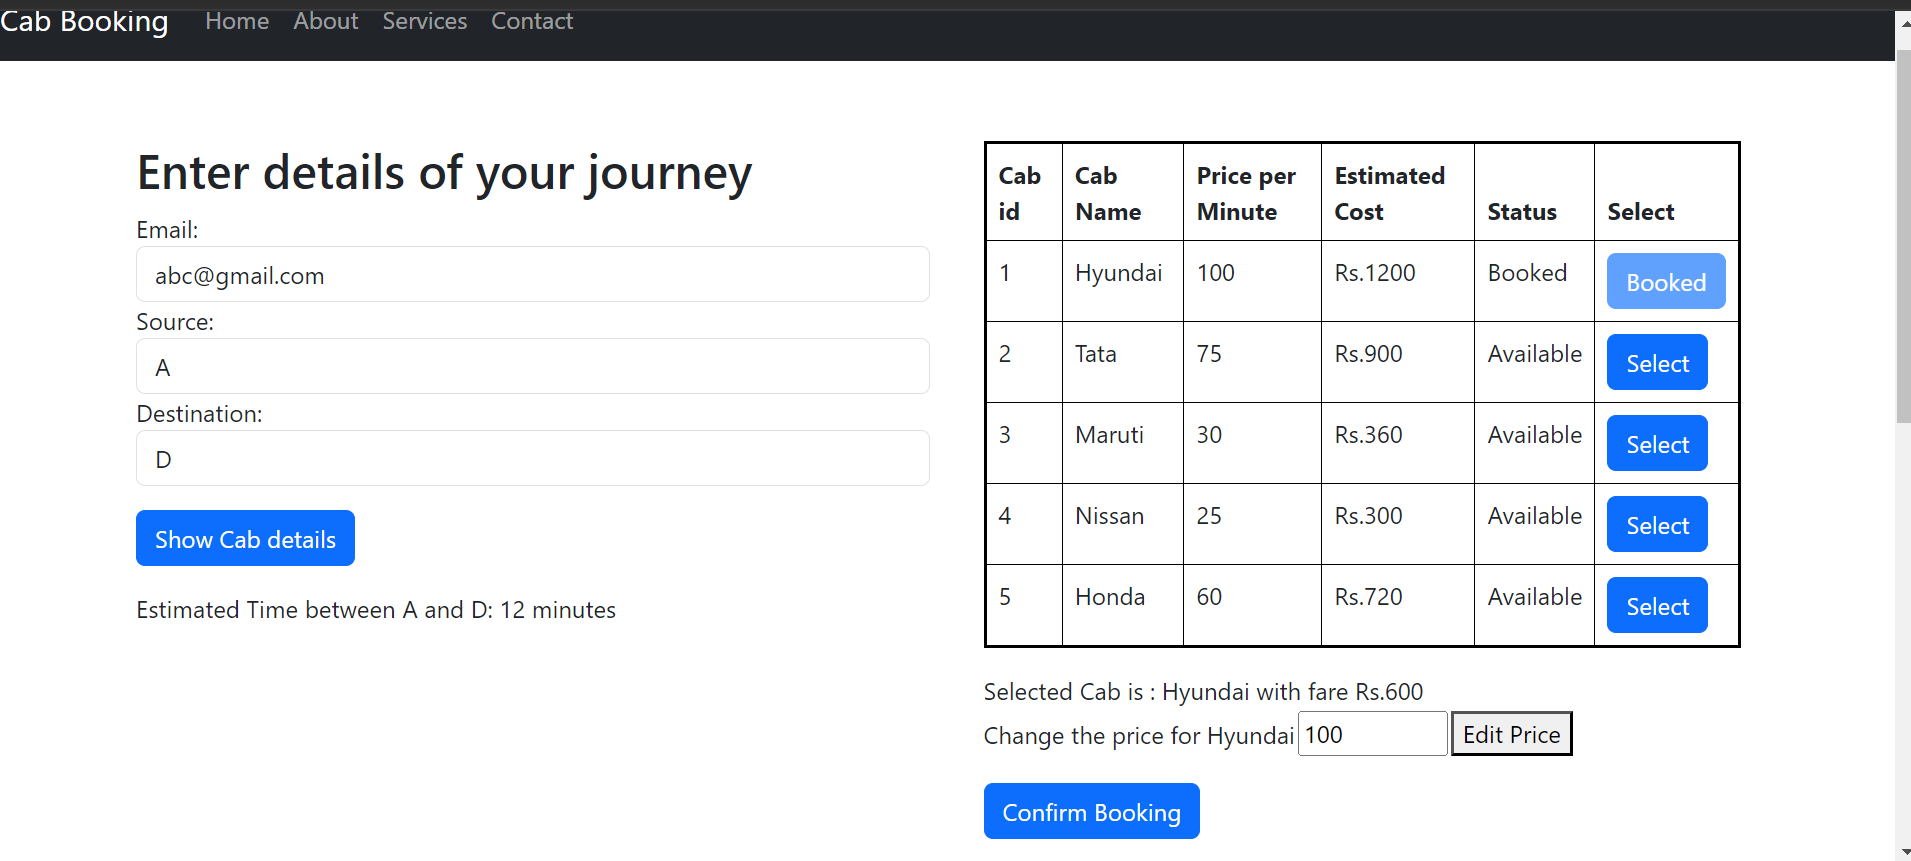 Cab Booking Home About Services Contact
Enter details of your journey
Email:
abc@gmail.com
Source:
A
Destination:
D
Show Cab details
Estimated Time between A and D: 12 minutes
Cab id Cab Name Price per Minute Estimated Cost Status Select
1 Hyundai 100 Rs.1200 Booked Booked
2 Tata 75 Rs.900 Available Select
3 Maruti 30 Rs.360 Available Select
4 Nissan 25 Rs.300 Available Select
5 Honda 60 Rs.720 Available Select
Selected Cab is : Hyundai with fare Rs.600
Change the price for Hyundai 100 Edit Price
Confirm Booking